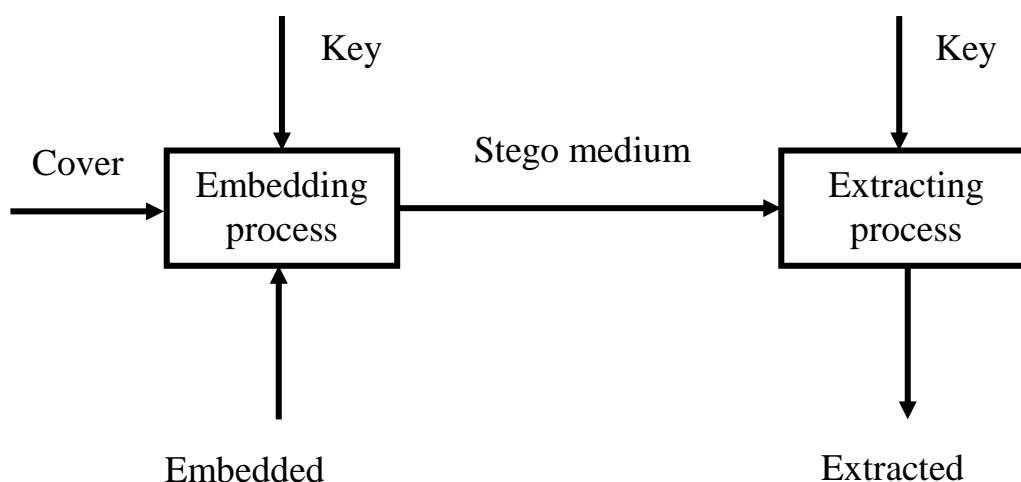 Key
Key
Cover
Stego medium
Embedding
process
Extracting
process
Embedded
Extracted